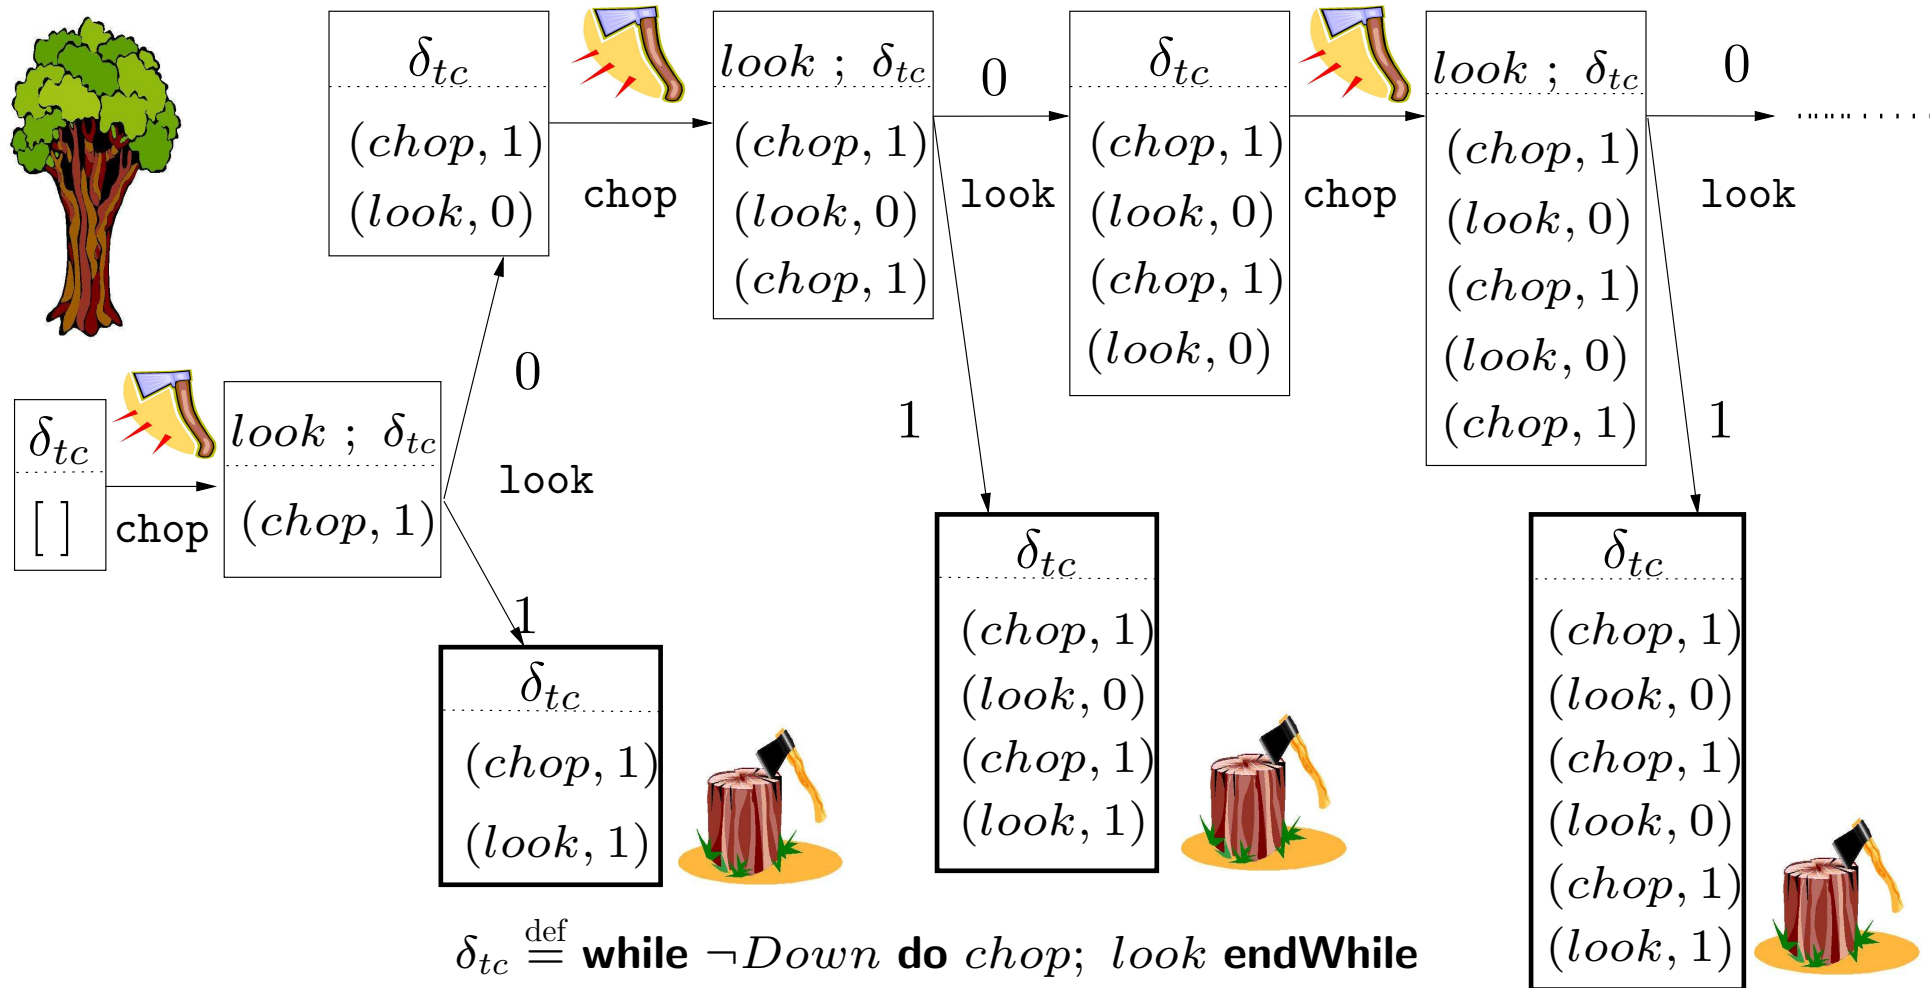 δtc
[ ]
chop
look ; δtc
(chop, 1)
0
look
1
δtc
(chop, 1)
(look, 0)
chop
look ; δtc
(chop, 1)
(look, 0)
(chop, 1)
0
look
1
δtc
(chop, 1)
(look, 0)
(chop, 1)
(look, 0)
chop
look ; δtc
(chop, 1)
(look, 0)
(chop, 1)
(look, 0)
(chop, 1)
0
look
1
δtc
(chop, 1)
(look, 1)
δtc
(chop, 1)
(look, 0)
(chop, 1)
(look, 1)
δtc
(chop, 1)
(look, 0)
(chop, 1)
(look, 0)
(chop, 1)
(look, 1)
δtc def= while ¬Down do chop; look endWhile